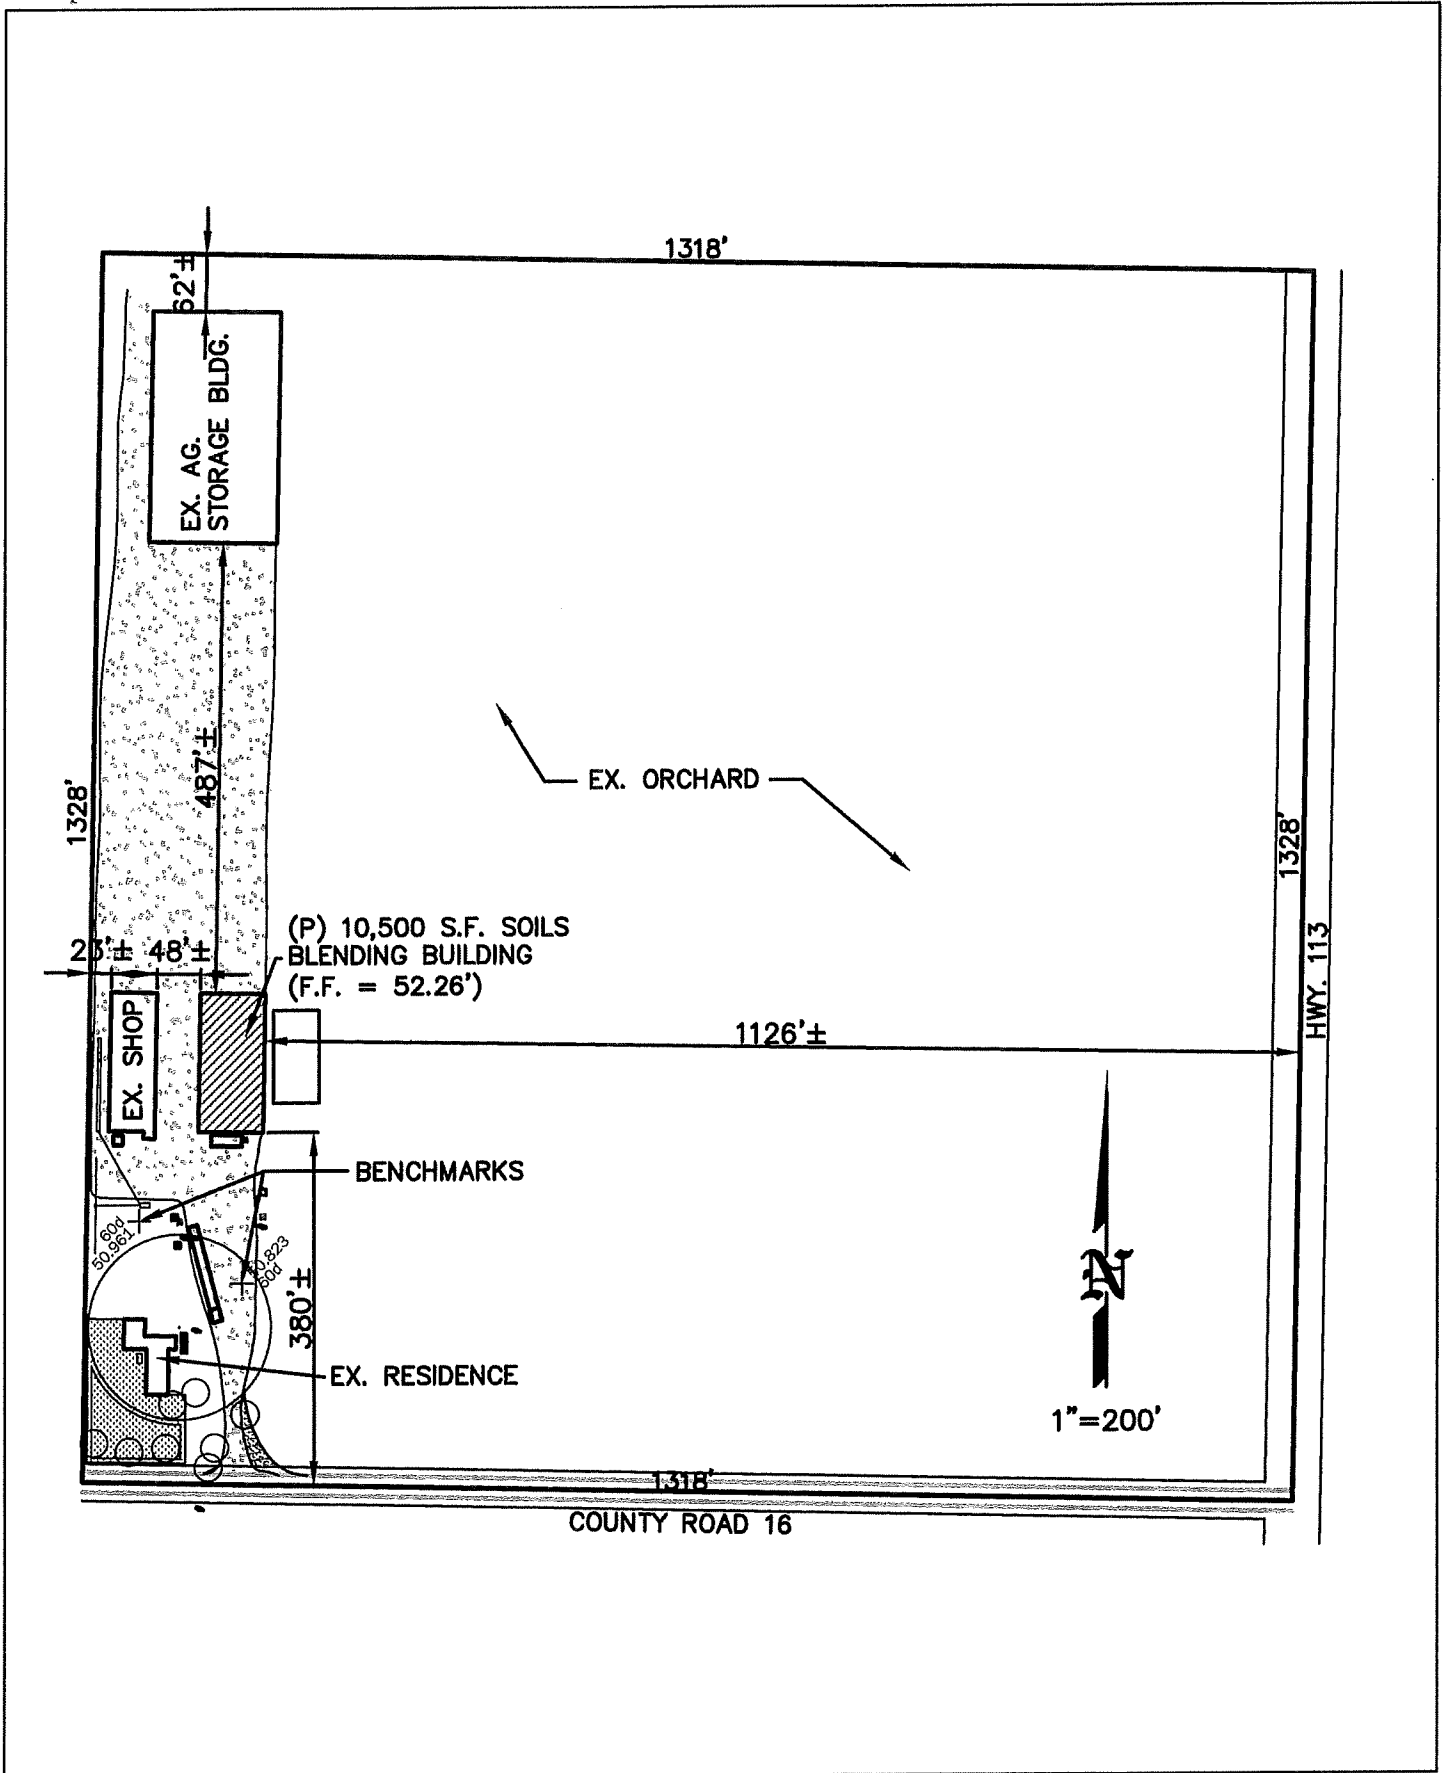 1318'
62'±
EX. AG.
STORAGE BLDG.
487'±
1328'
EX. ORCHARD
1328'
HWY. 113
(P) 10,500 S.F. SOILS
BLENDING BUILDING
(F.F. = 52.26')
23'± 48'±
EX. SHOP
1126'±
BENCHMARKS
60d
50.961
60d
380'±
EX. RESIDENCE
N
1"=200'
1318'
COUNTY ROAD 16